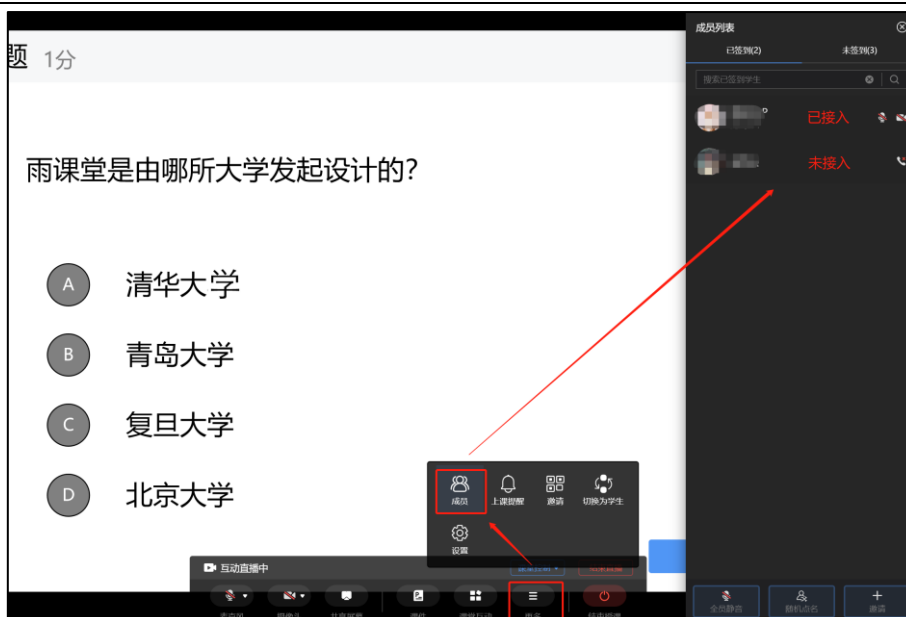 题 1分
雨课堂是由哪所大学发起设计的?
A 清华大学
B 青岛大学
C 复旦大学
D 北京大学
成员列表
已签到(2) 未签到(3)
搜索已签到学生
已接入
未接入
成员 上课提醒 邀请 切换为学生
设置
互动直播中
全员静音 随机点名 邀请